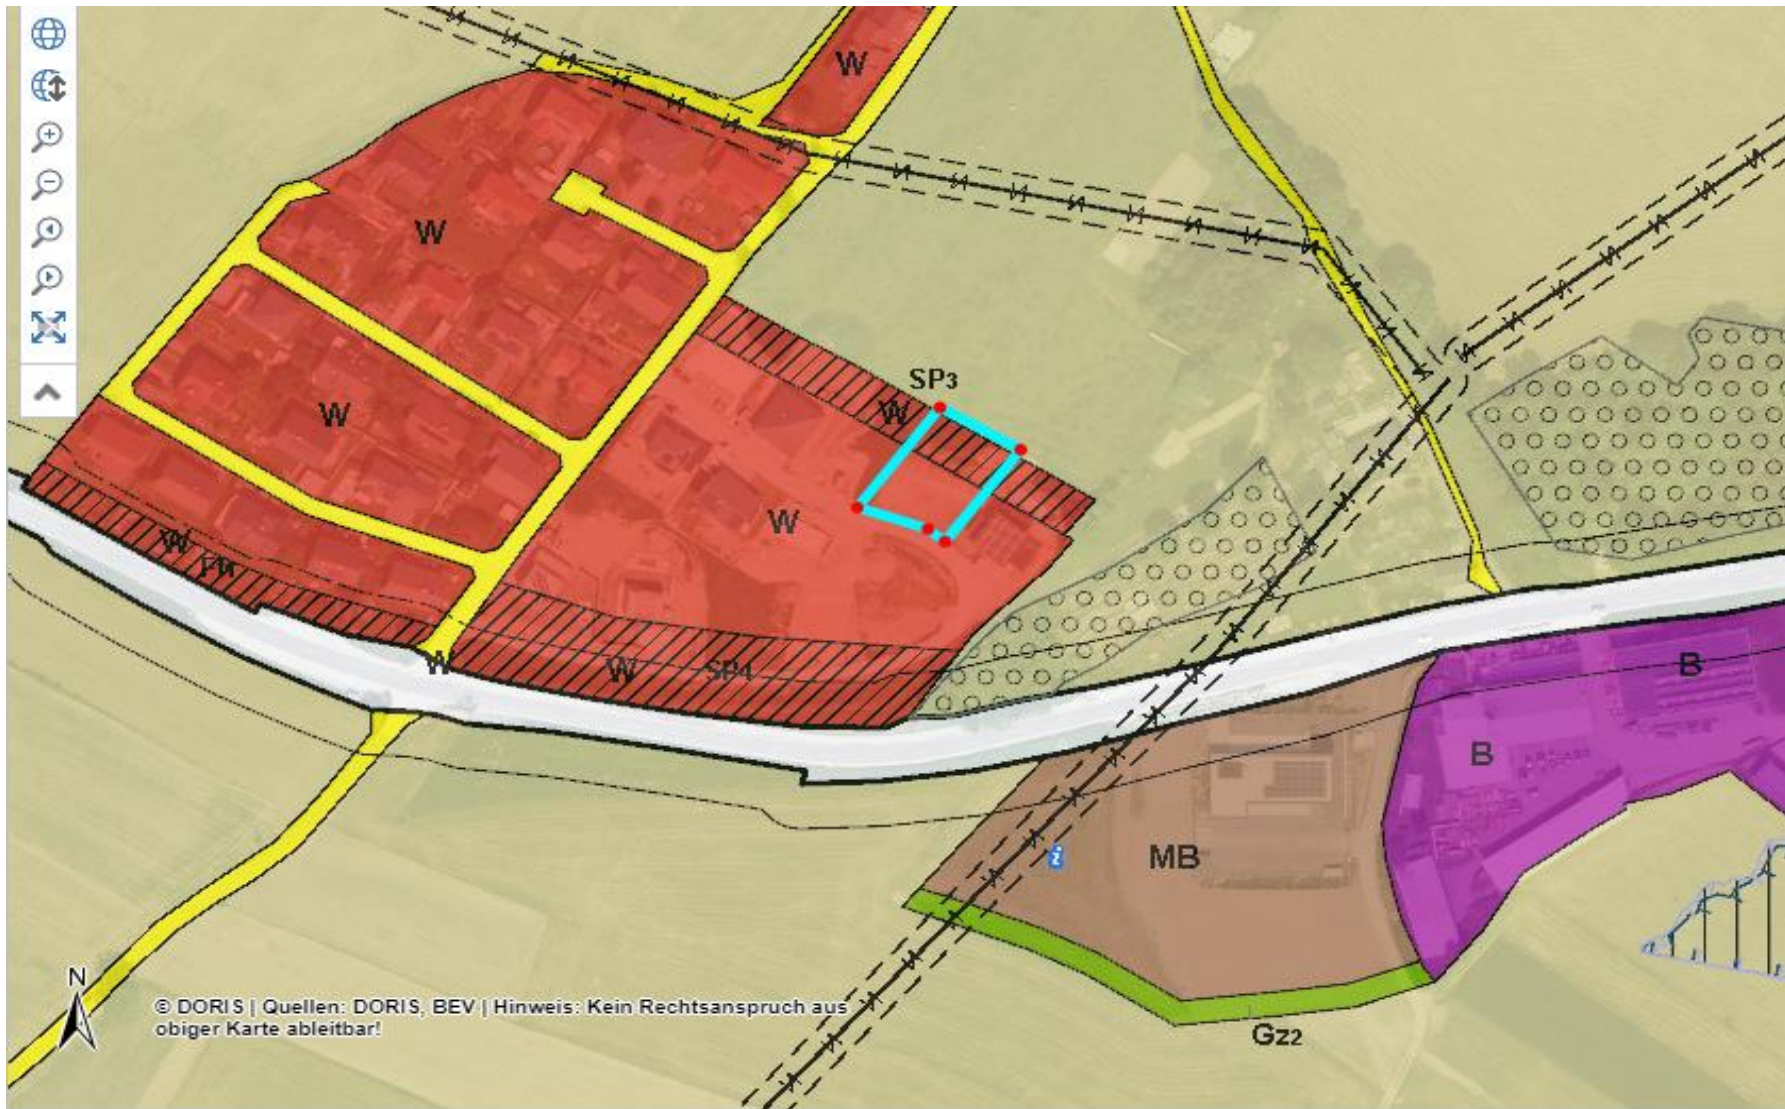 W
W
SP3
W
W
W
W
W
W
SP4
B
B
MB
N
© DORIS | Quellen: DORIS, BEV | Hinweis: Kein Rechtsanspruch aus
obiger Karte ableitbar!
Gz2